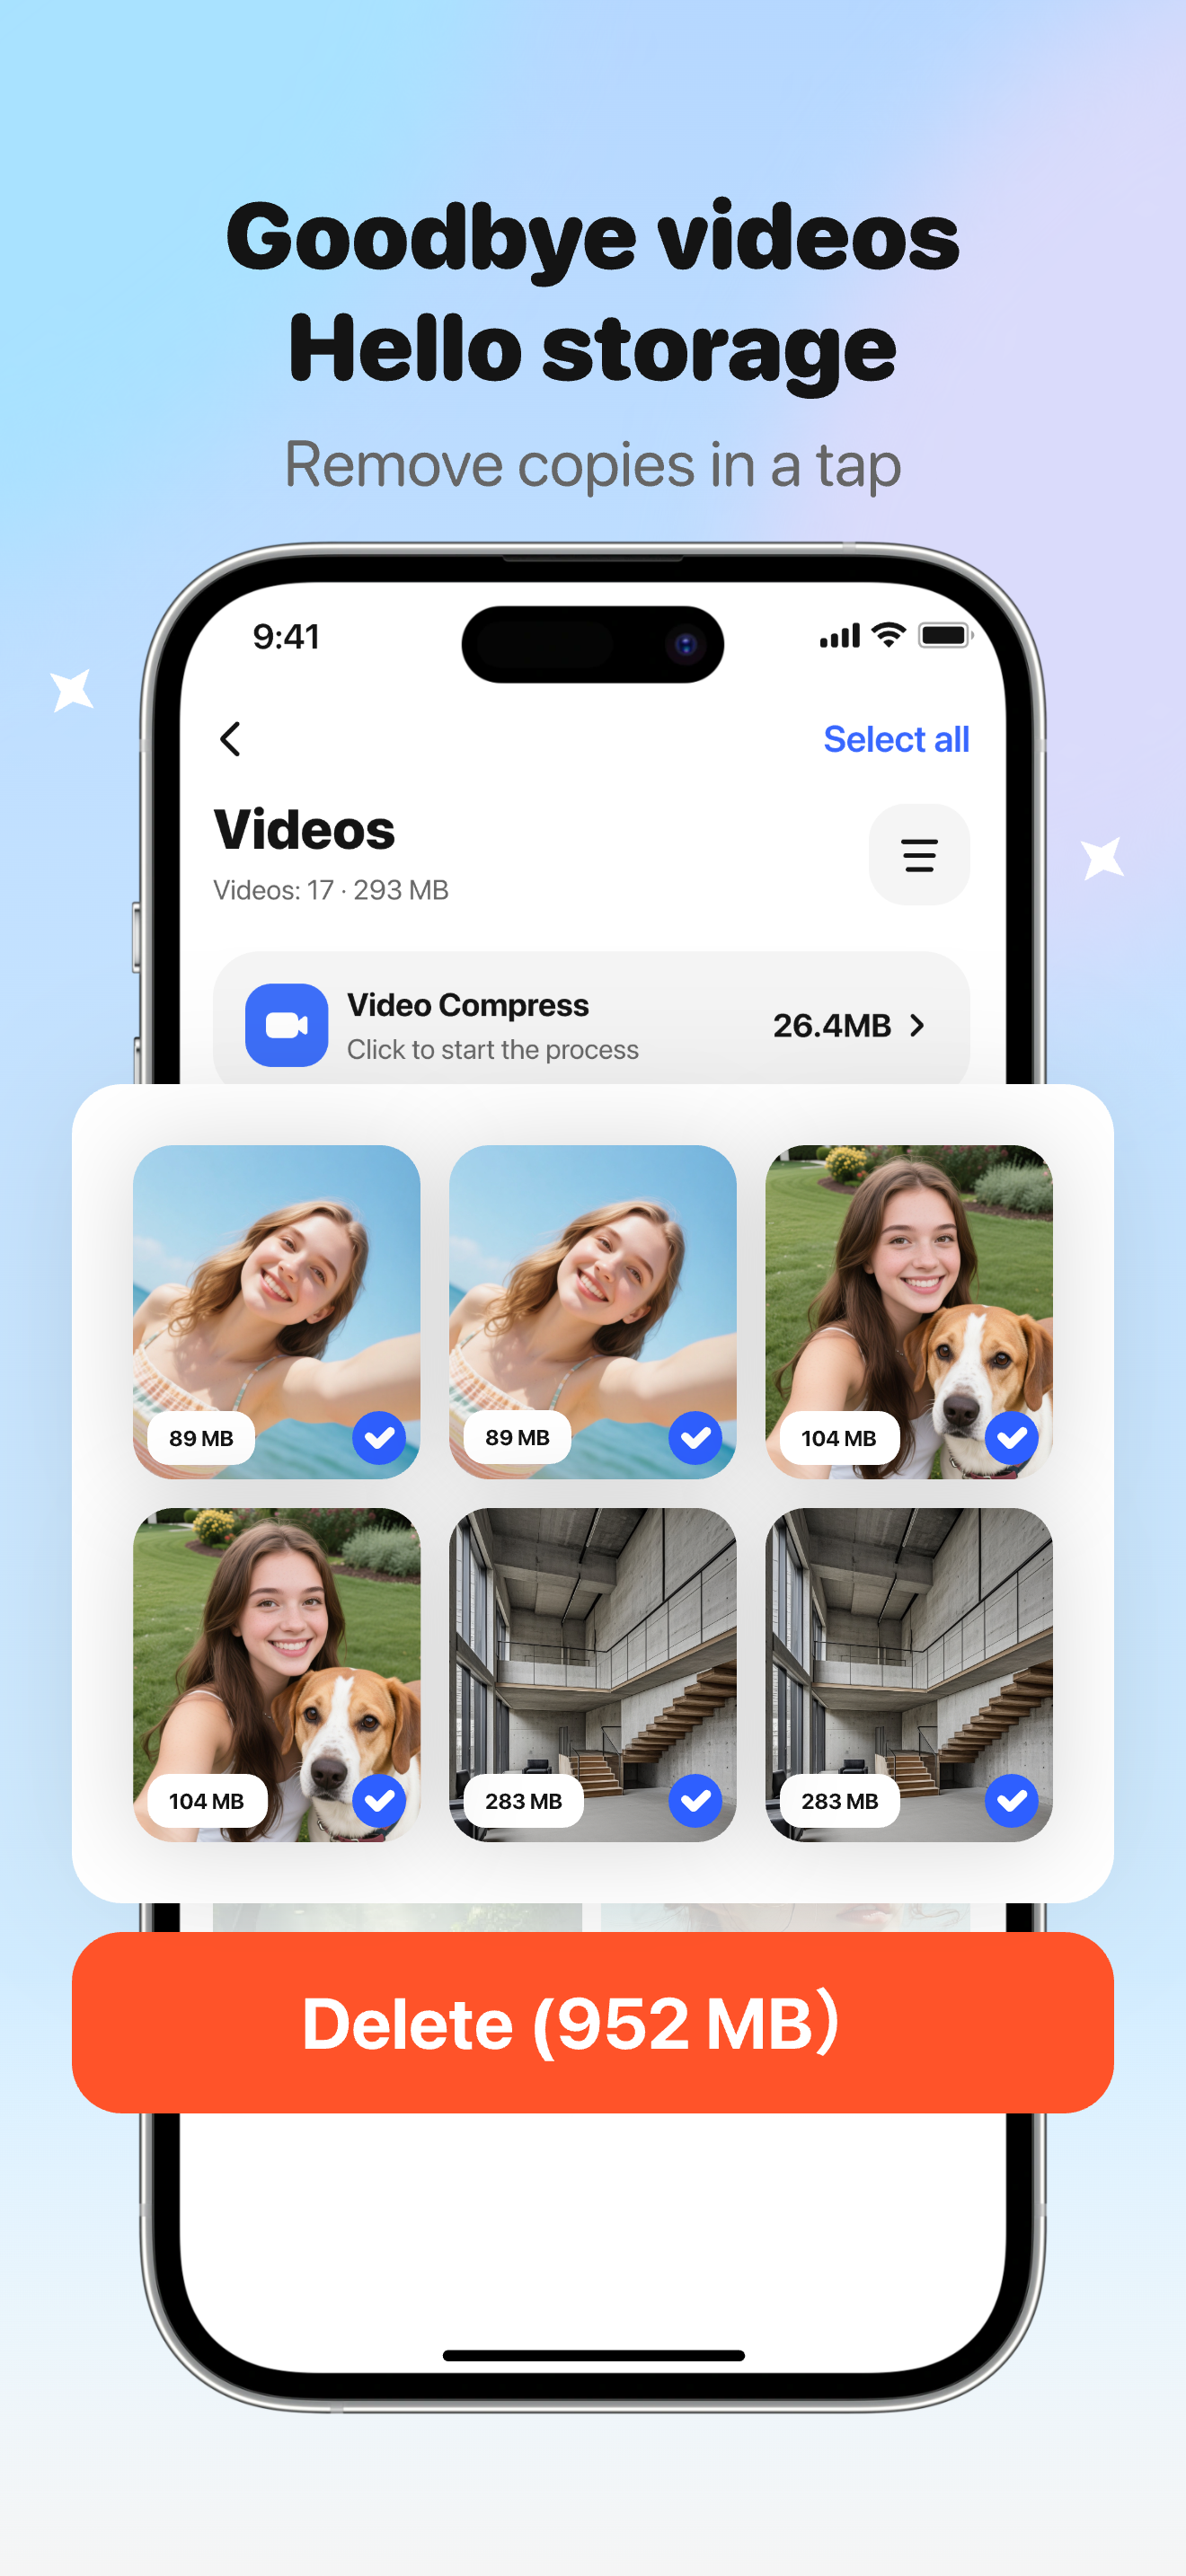 Goodbye videos
Hello storage
Remove copies in a tap
9:41
Select all
Videos
Videos: 17 · 293 MB
Video Compress
Click to start the process
26.4MB
89 MB
89 MB
104 MB
104 MB
283 MB
283 MB
Delete (952 MB）